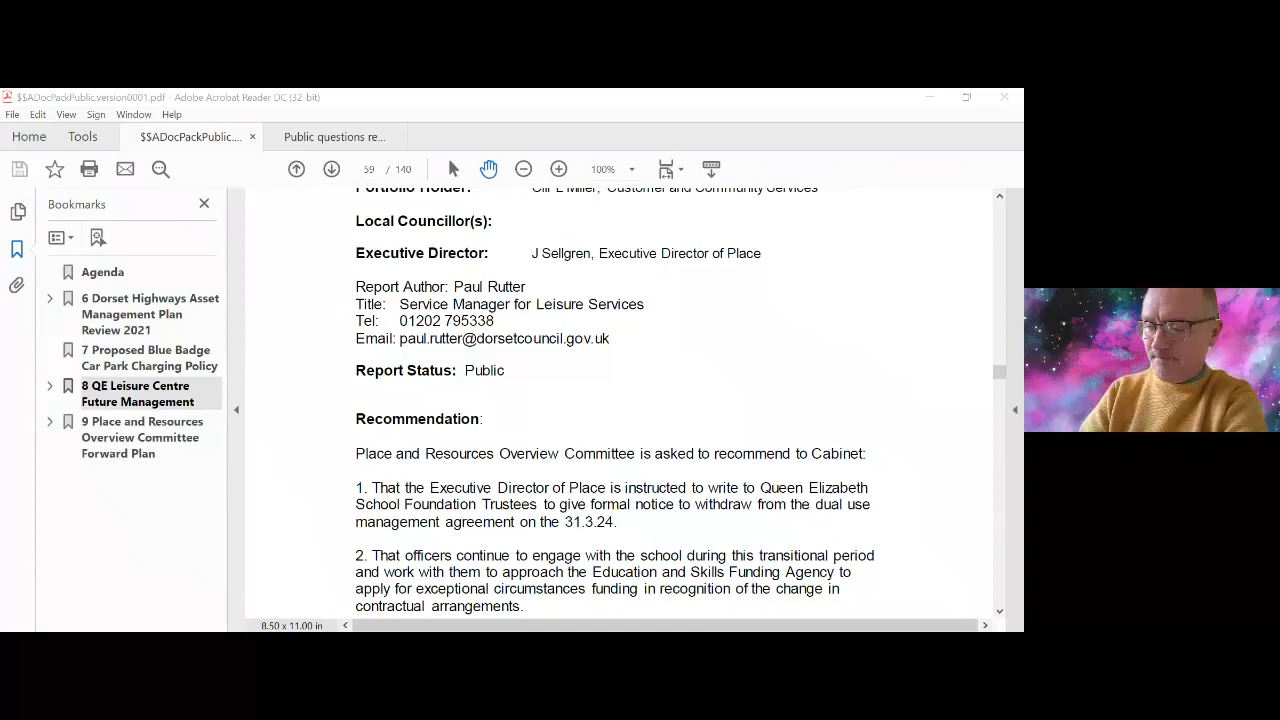 $$ADocPackPublic.version0001.pdf - Adobe Acrobat Reader DC (32-bit)
File Edit View Sign Window Help
Home Tools $$ADocPackPublic.... × Public questions re...
59 / 140 100%
Bookmarks
Agenda
6 Dorset Highways Asset
Management Plan
Review 2021
7 Proposed Blue Badge
Car Park Charging Policy
8 QE Leisure Centre
Future Management
9 Place and Resources
Overview Committee
Forward Plan
Portfolio Holder: Cllr L Miller, Customer and Community Services
Local Councillor(s):
Executive Director: J Sellgren, Executive Director of Place
Report Author: Paul Rutter
Title: Service Manager for Leisure Services
Tel: 01202 795338
Email: paul.rutter@dorsetcouncil.gov.uk
Report Status: Public
Recommendation:
Place and Resources Overview Committee is asked to recommend to Cabinet:
1. That the Executive Director of Place is instructed to write to Queen Elizabeth
School Foundation Trustees to give formal notice to withdraw from the dual use
management agreement on the 31.3.24.
2. That officers continue to engage with the school during this transitional period
and work with them to approach the Education and Skills Funding Agency to
apply for exceptional circumstances funding in recognition of the change in
contractual arrangements.
8.50 x 11.00 in